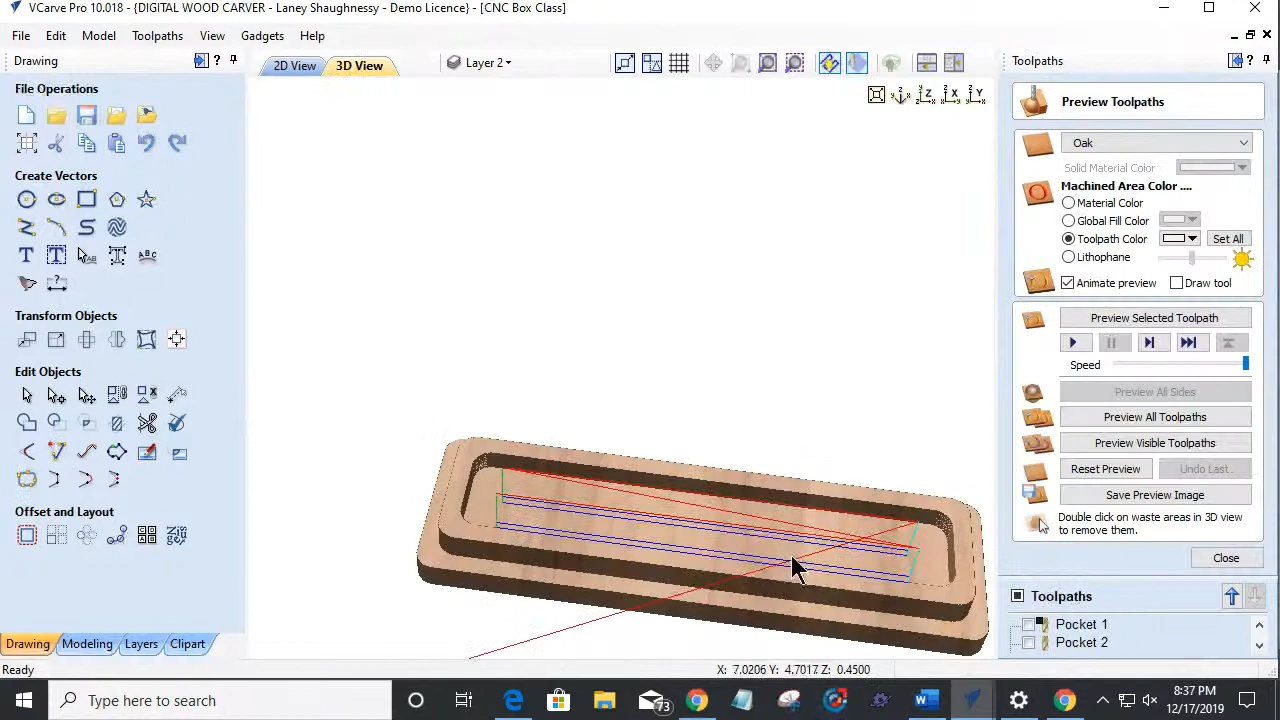 VCarve Pro 10.018 - {DIGITAL WOOD CARVER - Laney Shaughnessy - Demo Licence} - [CNC Box Class]
File Edit Model Toolpaths View Gadgets Help
Drawing
2D View
3D View
Layer 2
Toolpaths
File Operations
Create Vectors
Transform Objects
Edit Objects
Offset and Layout
Drawing
Modeling
Layers
Clipart
Preview Toolpaths
Oak
Solid Material Color
Machined Area Color ....
Material Color
Global Fill Color
Toolpath Color
Set All
Lithophane
Animate preview
Draw tool
Preview Selected Toolpath
Speed
Preview All Sides
Preview All Toolpaths
Preview Visible Toolpaths
Reset Preview
Undo Last
Save Preview Image
Double click on waste areas in 3D view
to remove them.
Close
Toolpaths
Pocket 1
Pocket 2
Ready
X: 7.0206 Y: 4.7017 Z: 0.4500
Type here to search
73
8:37 PM
12/17/2019